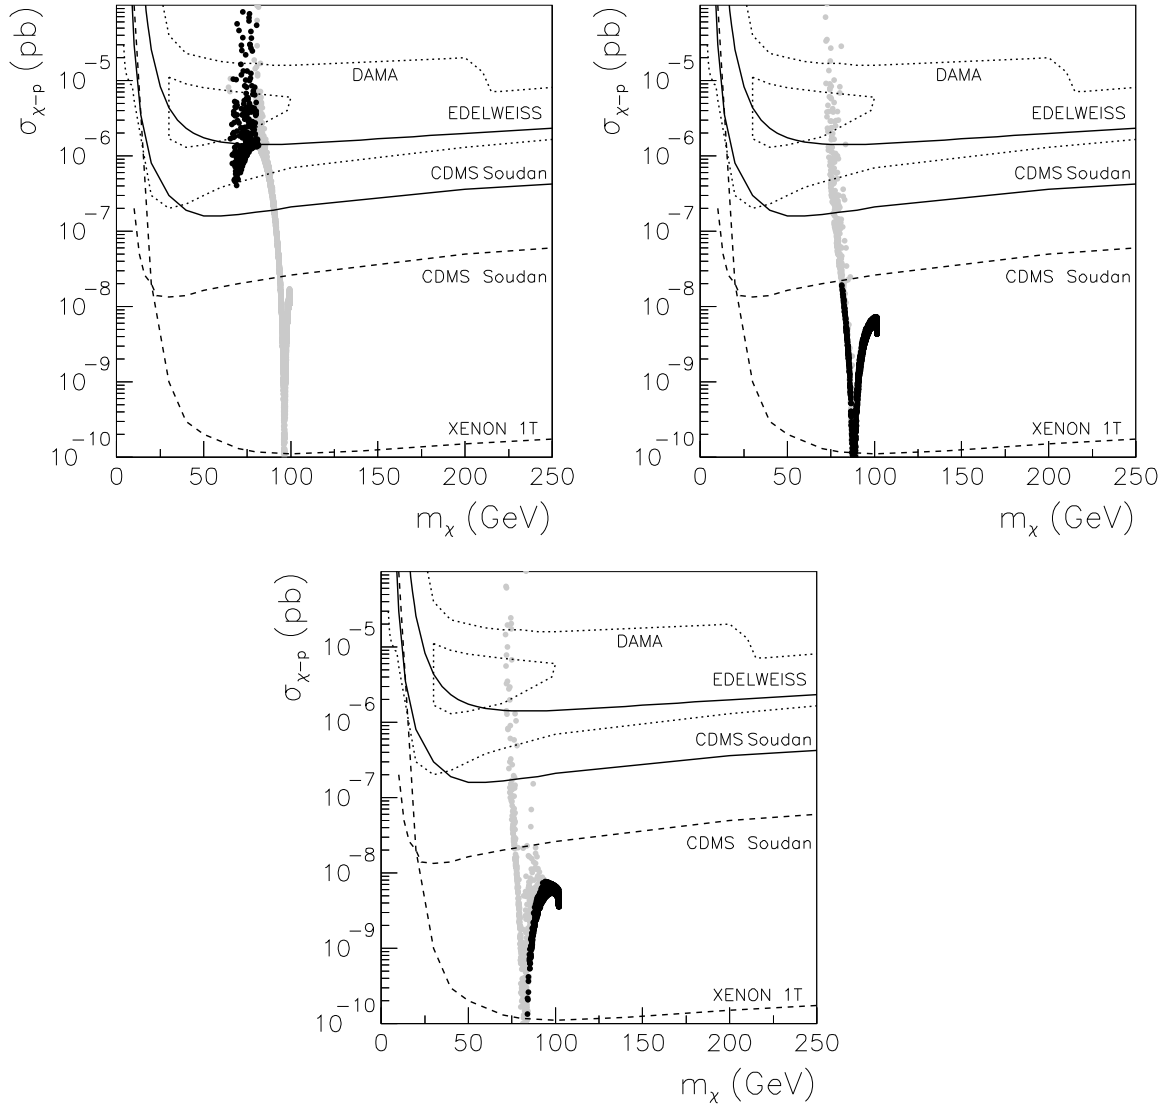 σχ-p (pb)
10⁻⁵
10⁻⁶
10⁻⁷
10⁻⁸
10⁻⁹
10⁻¹⁰
DAMA
EDELWEISS
CDMS Soudan
CDMS Soudan
XENON 1T
0 50 100 150 200 250
mχ (GeV)
σχ-p (pb)
10⁻⁵
10⁻⁶
10⁻⁷
10⁻⁸
10⁻⁹
10⁻¹⁰
DAMA
EDELWEISS
CDMS Soudan
CDMS Soudan
XENON 1T
0 50 100 150 200 250
mχ (GeV)
σχ-p (pb)
10⁻⁵
10⁻⁶
10⁻⁷
10⁻⁸
10⁻⁹
10⁻¹⁰
DAMA
EDELWEISS
CDMS Soudan
CDMS Soudan
XENON 1T
0 50 100 150 200 250
mχ (GeV)